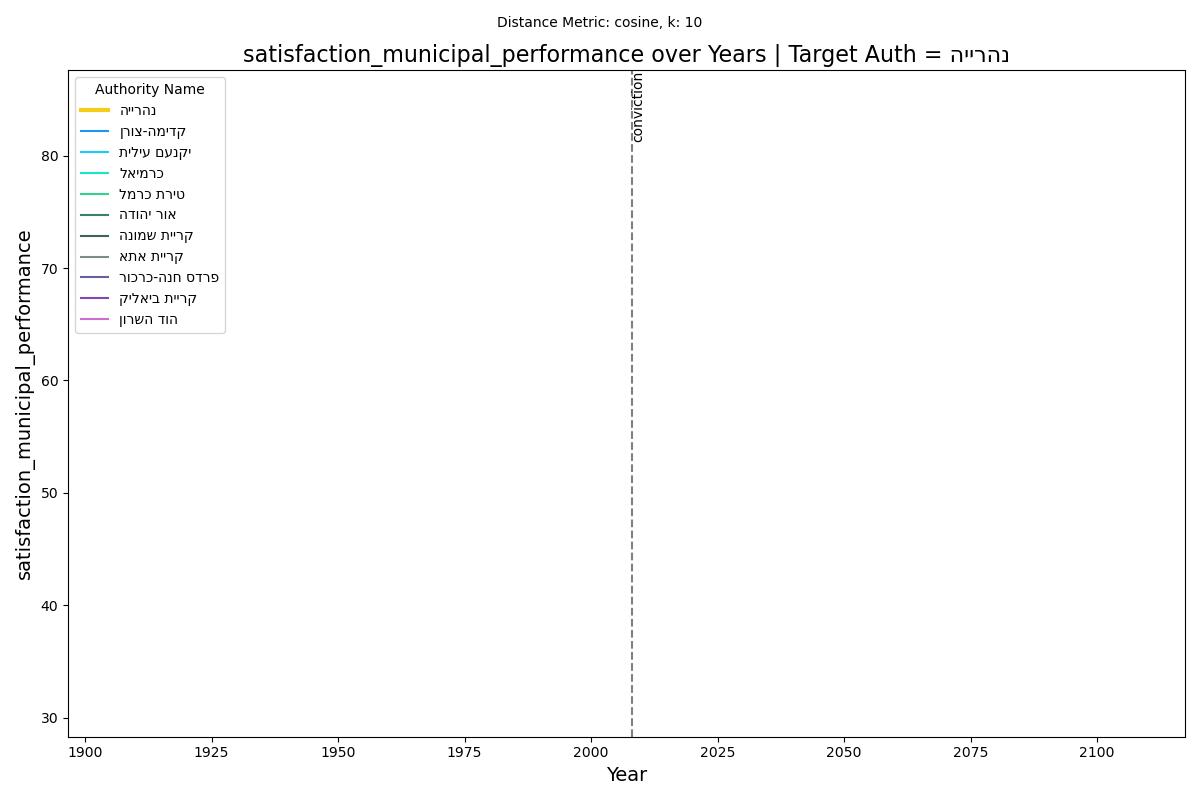 Distance Metric: cosine, k: 10
satisfaction_municipal_performance over Years | Target Auth = נהרייה
Authority Name
נהרייה
קדימה-צורן
יקנעם עילית
כרמיאל
טירת כרמל
אור יהודה
קריית שמונה
קריית אתא
פרדס חנה-כרכור
קריית ביאליק
הוד השרון
conviction
satisfaction_municipal_performance
80
70
60
50
40
30
1900 1925 1950 1975 2000 2025 2050 2075 2100
Year